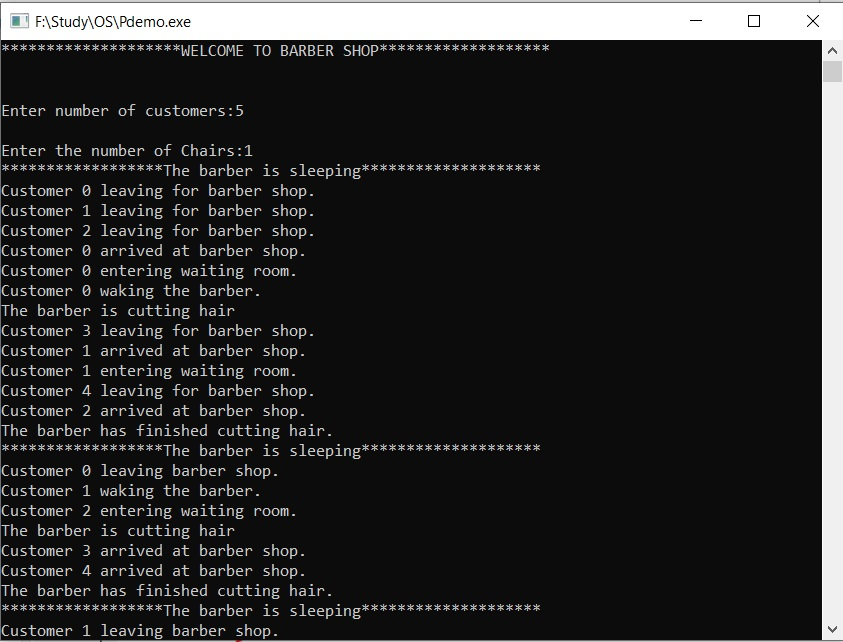 F:\Study\OS\Pdemo.exe
********************WELCOME TO BARBER SHOP*******************
Enter number of customers:5
Enter the number of Chairs:1
******************The barber is sleeping********************
Customer 0 leaving for barber shop.
Customer 1 leaving for barber shop.
Customer 2 leaving for barber shop.
Customer 0 arrived at barber shop.
Customer 0 entering waiting room.
Customer 0 waking the barber.
The barber is cutting hair
Customer 3 leaving for barber shop.
Customer 1 arrived at barber shop.
Customer 1 entering waiting room.
Customer 4 leaving for barber shop.
Customer 2 arrived at barber shop.
The barber has finished cutting hair.
******************The barber is sleeping********************
Customer 0 leaving barber shop.
Customer 1 waking the barber.
Customer 2 entering waiting room.
The barber is cutting hair
Customer 3 arrived at barber shop.
Customer 4 arrived at barber shop.
The barber has finished cutting hair.
******************The barber is sleeping********************
Customer 1 leaving barber shop.